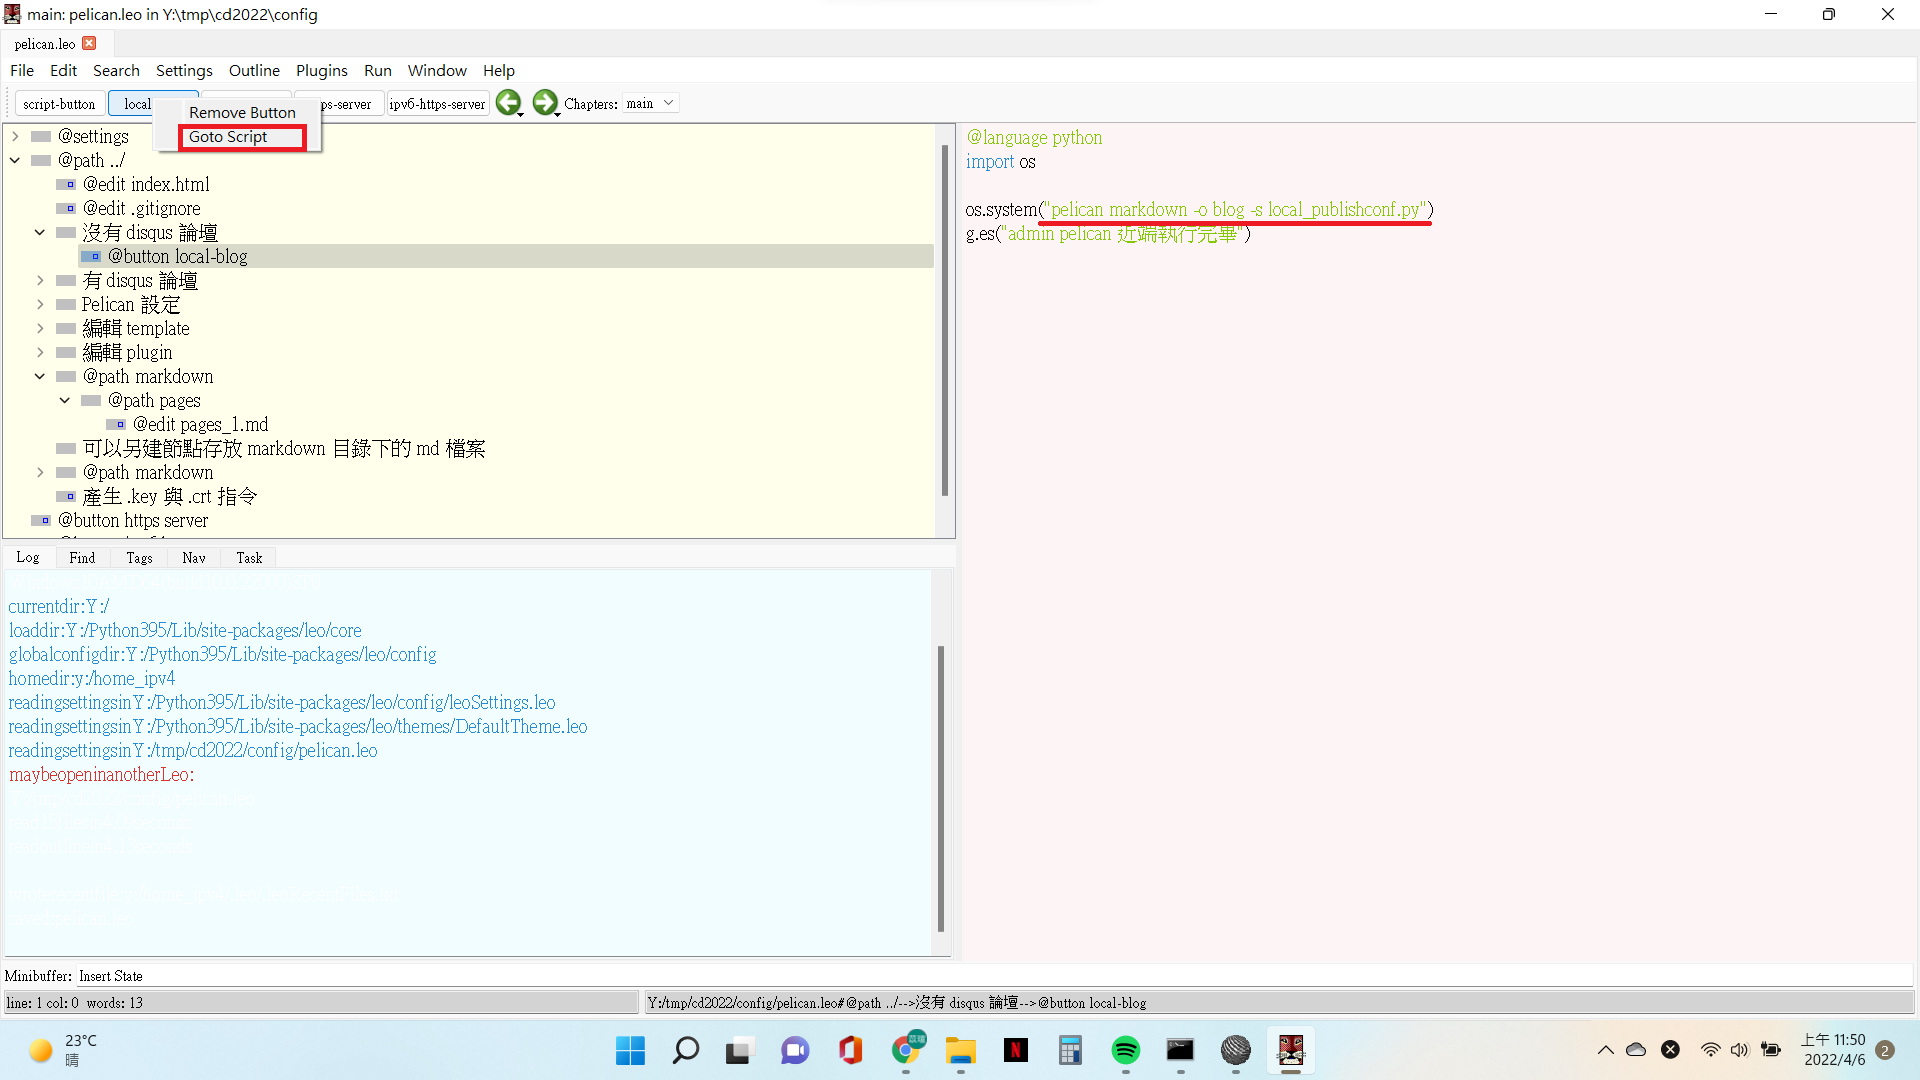 main: pelican.leo in Y:\tmp\cd2022\config
pelican.leo
File Edit Search Settings Outline Plugins Run Window Help
script-button local ps-server ipv6-https-server Chapters: main
Remove Button
Goto Script
@settings
@path ../
@edit index.html
@edit .gitignore
沒有 disqus 論壇
@button local-blog
有 disqus 論壇
Pelican 設定
編輯 template
編輯 plugin
@path markdown
@path pages
@edit pages_1.md
可以另建節點存放 markdown 目錄下的 md 檔案
@path markdown
產生 .key 與 .crt 指令
@button https server
@language python
import os
os.system("pelican markdown -o blog -s local_publishconf.py")
g.es("admin pelican 近端執行完畢")
Log Find Tags Nav Task
currentdir:Y:/
loaddir:Y:/Python395/Lib/site-packages/leo/core
globalconfigdir:Y:/Python395/Lib/site-packages/leo/config
homedir:y:/home_ipv4
readingsettingsinY:/Python395/Lib/site-packages/leo/config/leoSettings.leo
readingsettingsinY:/Python395/Lib/site-packages/leo/themes/DefaultTheme.leo
readingsettingsinY:/tmp/cd2022/config/pelican.leo
maybeopeninanotherLeo:
Minibuffer: Insert State
line: 1 col: 0 words: 13
Y:/tmp/cd2022/config/pelican.leo#@path ../-->沒有 disqus 論壇-->@button local-blog
23°C
晴
上午 11:50
2022/4/6
2